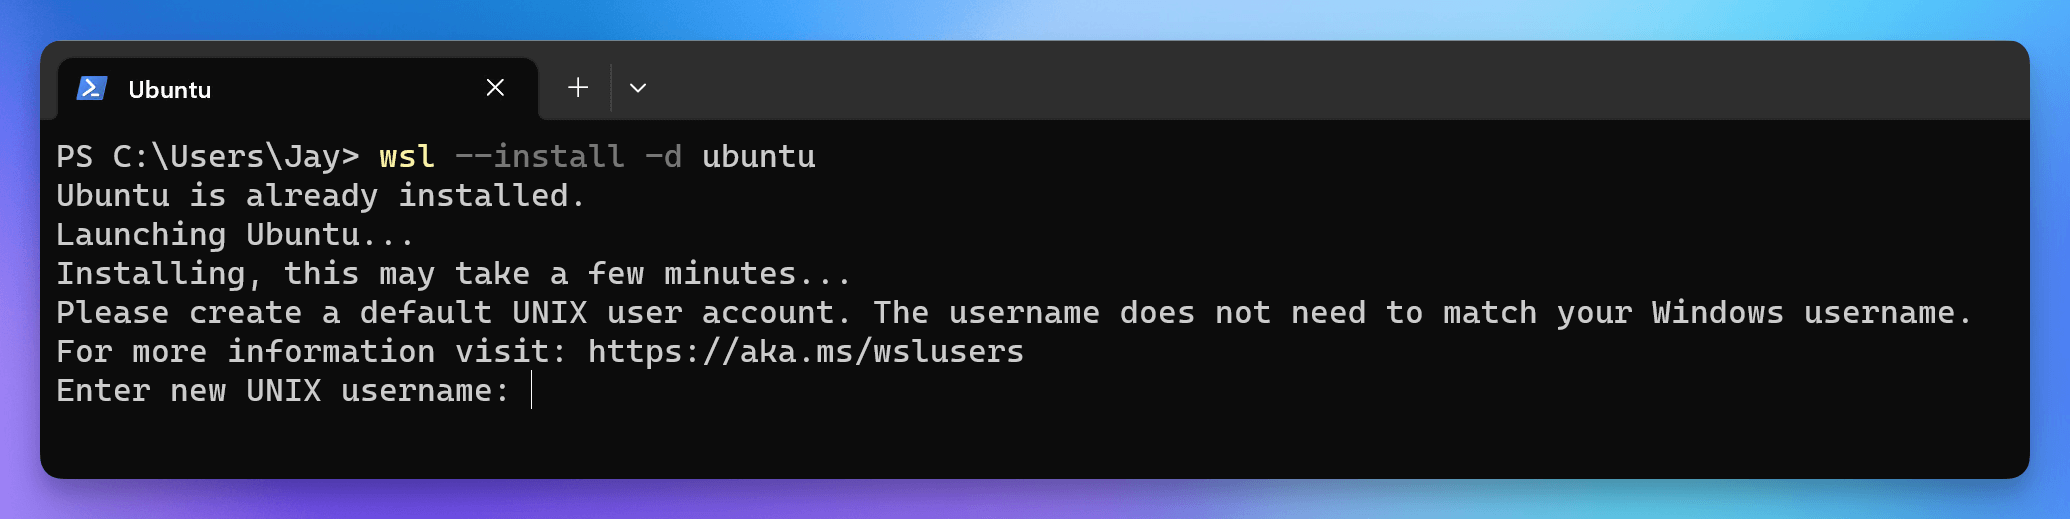 Ubuntu
PS C:\Users\Jay> wsl --install -d ubuntu
Ubuntu is already installed.
Launching Ubuntu...
Installing, this may take a few minutes...
Please create a default UNIX user account. The username does not need to match your Windows username.
For more information visit: https://aka.ms/wslusers
Enter new UNIX username: